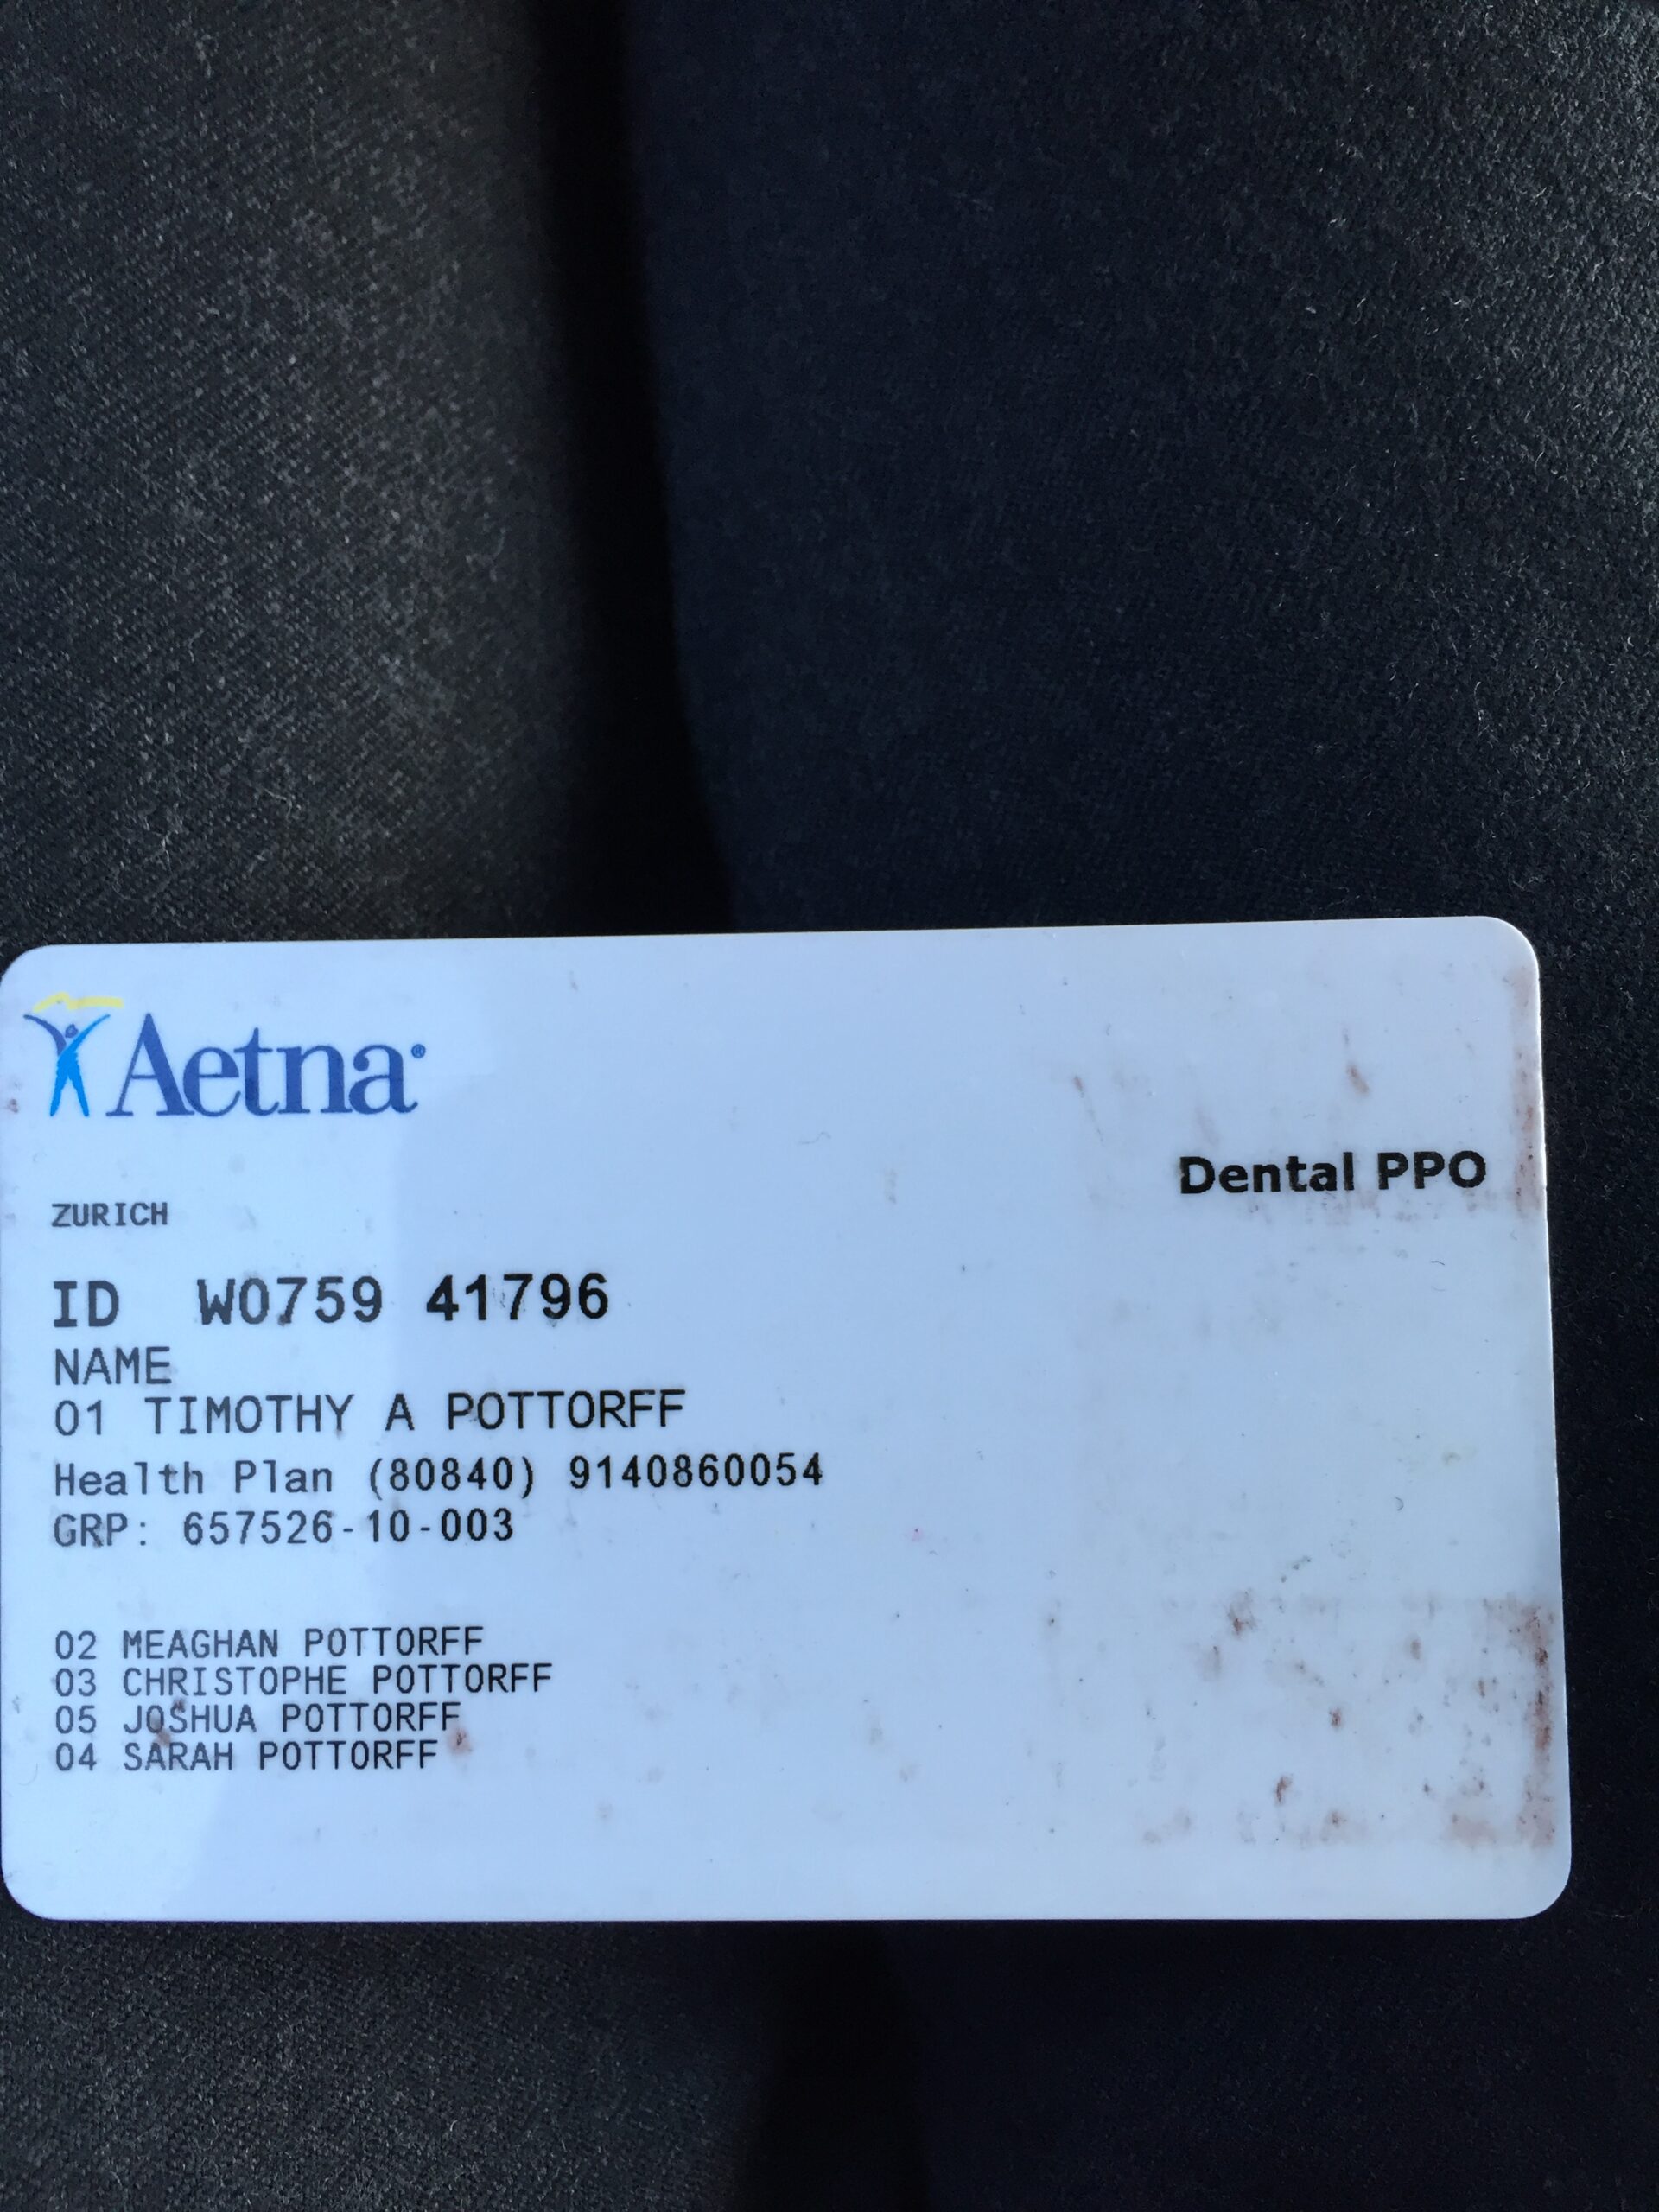 Aetna®
Dental PPO
ZURICH
ID W0759 41796
NAME
01 TIMOTHY A POTTORFF
Health Plan (80840) 9140860054
GRP: 657526-10-003
02 MEAGHAN POTTORFF
03 CHRISTOPHE POTTORFF
05 JOSHUA POTTORFF
04 SARAH POTTORFF